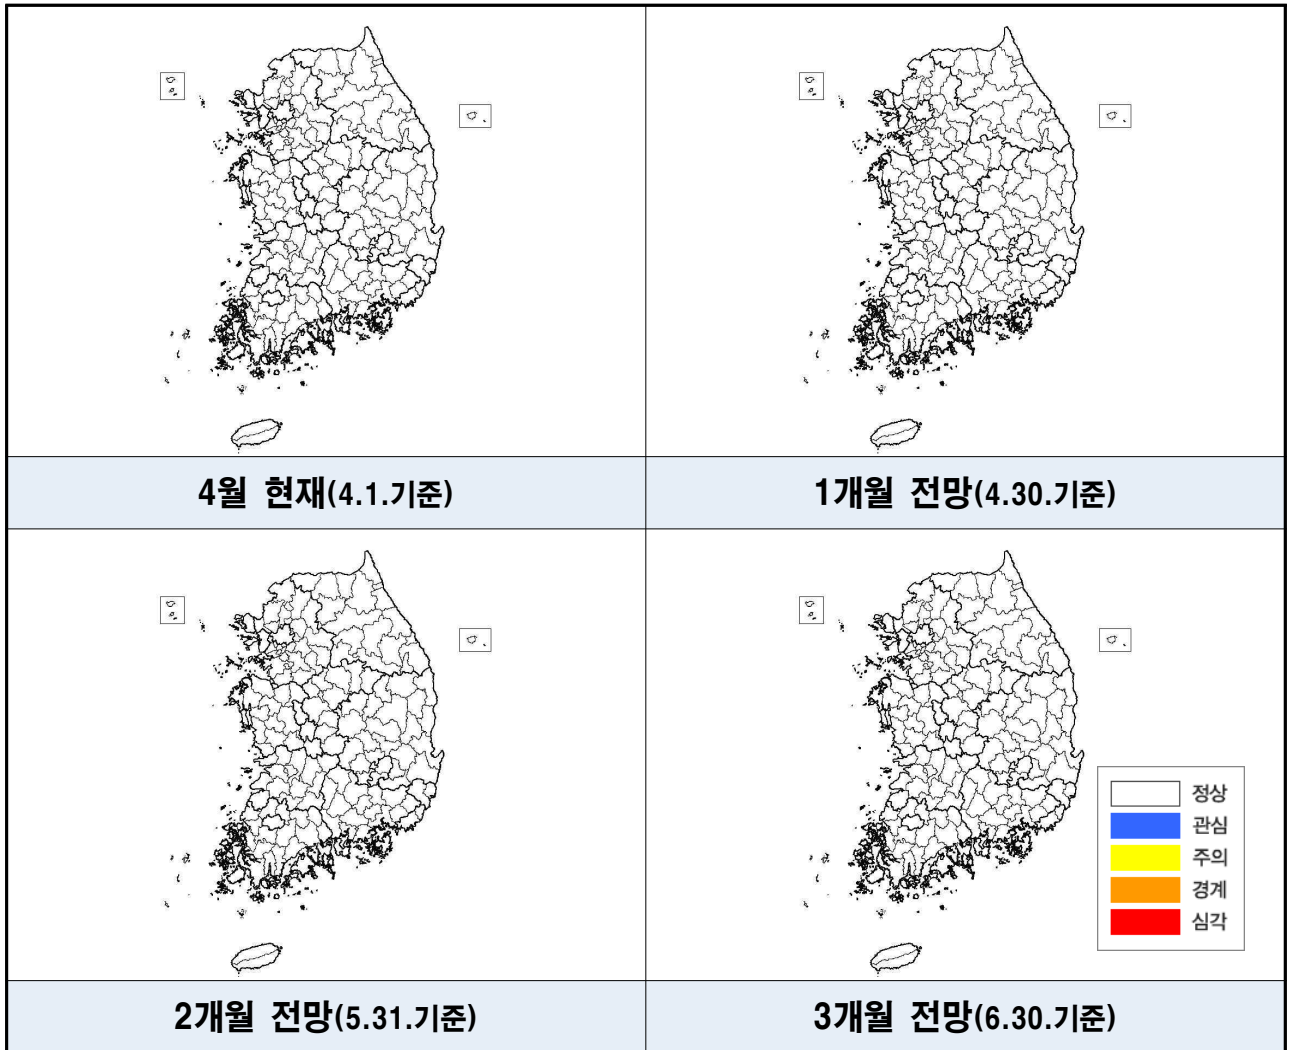 4월 현재(4.1.기준)
1개월 전망(4.30.기준)
2개월 전망(5.31.기준)
정상
관심
주의
경계
심각
3개월 전망(6.30.기준)